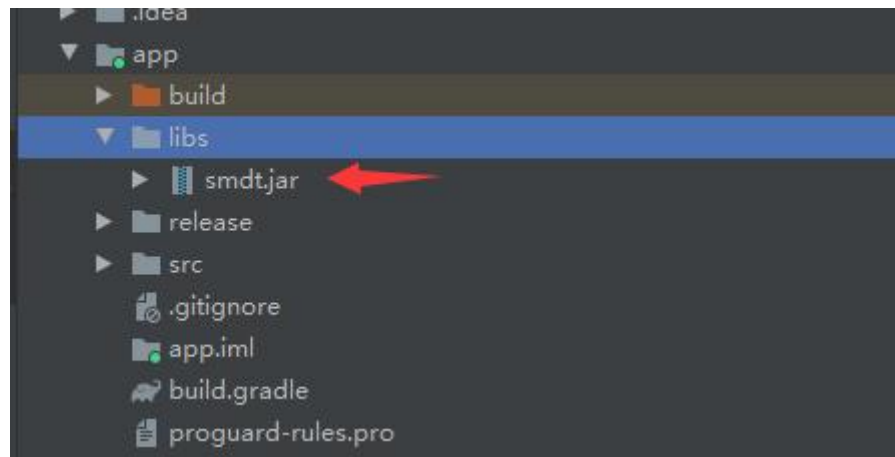 .idea
app
build
libs
smdt.jar
release
src
.gitignore
app.iml
build.gradle
proguard-rules.pro